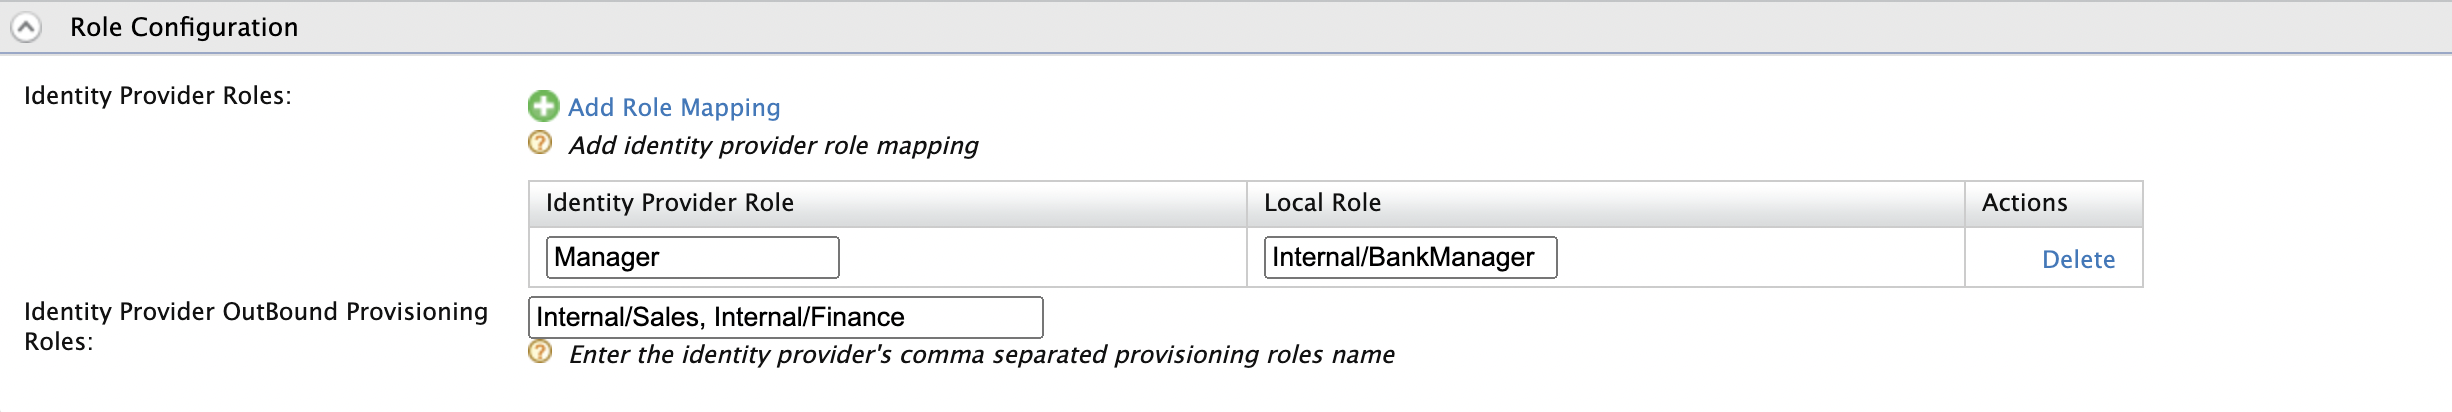 Role Configuration
Identity Provider Roles:
Add Role Mapping
Add identity provider role mapping
Identity Provider Role Local Role Actions
Manager Internal/BankManager Delete
Identity Provider OutBound Provisioning
Roles:
Internal/Sales, Internal/Finance
Enter the identity provider's comma separated provisioning roles name